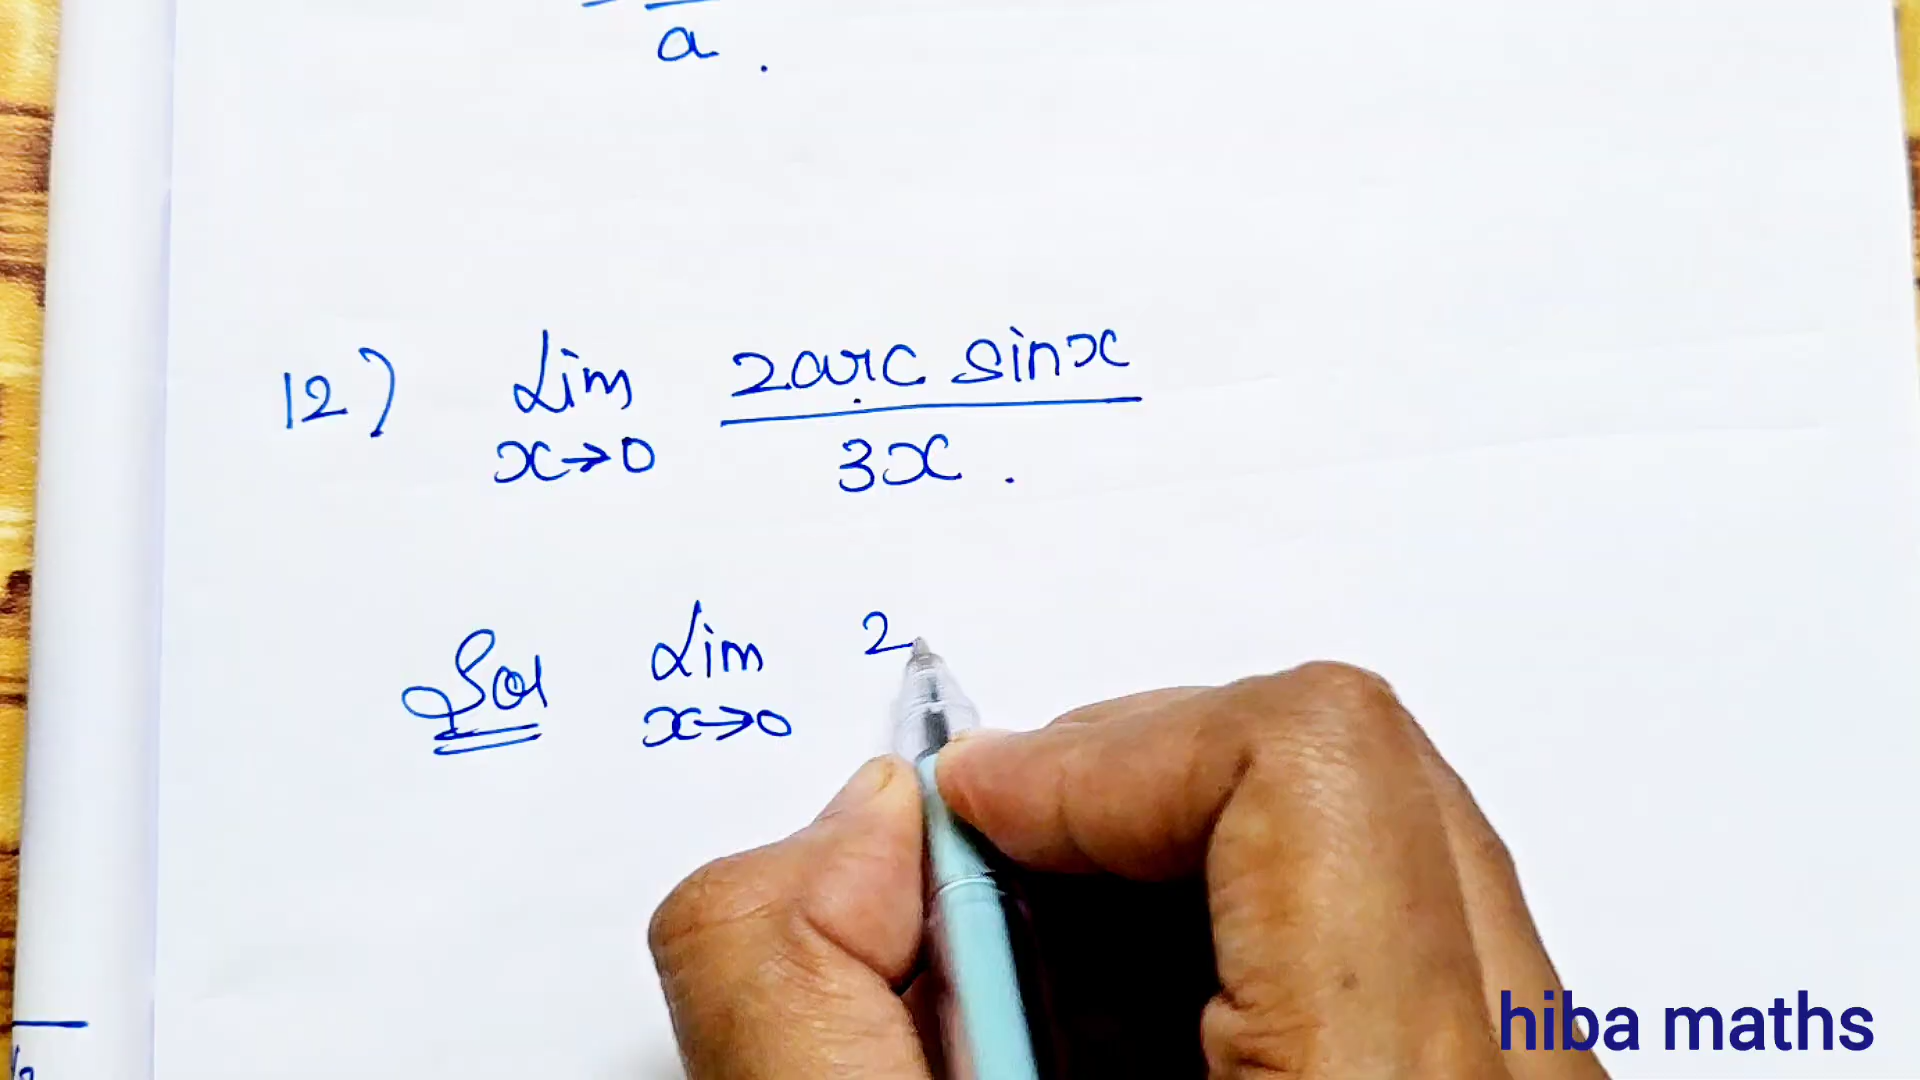 a .
12) Lim 2arc sinx
x→0 3x .
Sol Lim 2
x→0
hiba maths